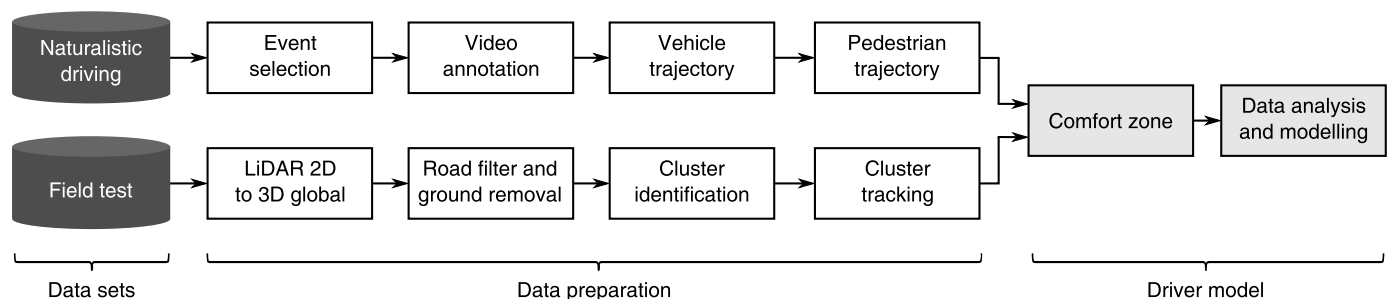 Naturalistic
driving
Event
selection
Video
annotation
Vehicle
trajectory
Pedestrian
trajectory
Comfort zone
Data analysis
and modelling
Field test
LiDAR 2D
to 3D global
Road filter and
ground removal
Cluster
identification
Cluster
tracking
Data sets
Data preparation
Driver model